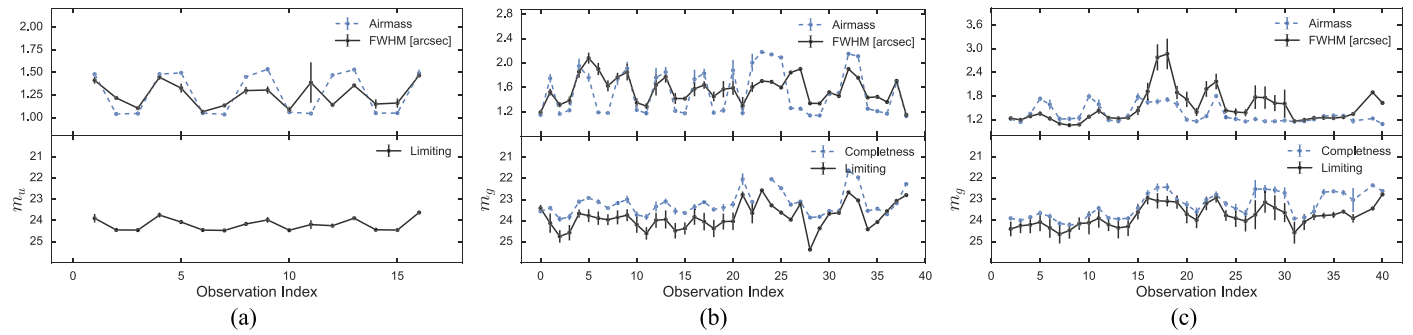 2.00
1.75
1.50
1.25
1.00
Airmass
FWHM [arcsec]
21
22
23
24
25
m_u
Limiting
0 5 10 15
Observation Index
(a)
2.4
2.0
1.6
1.2
Airmass
FWHM [arcsec]
21
22
23
24
25
m_g
Completness
Limiting
0 5 10 15 20 25 30 35 40
Observation Index
(b)
3.6
3.0
2.4
1.8
1.2
Airmass
FWHM [arcsec]
21
22
23
24
25
m_g
Completness
Limiting
0 5 10 15 20 25 30 35 40
Observation Index
(c)